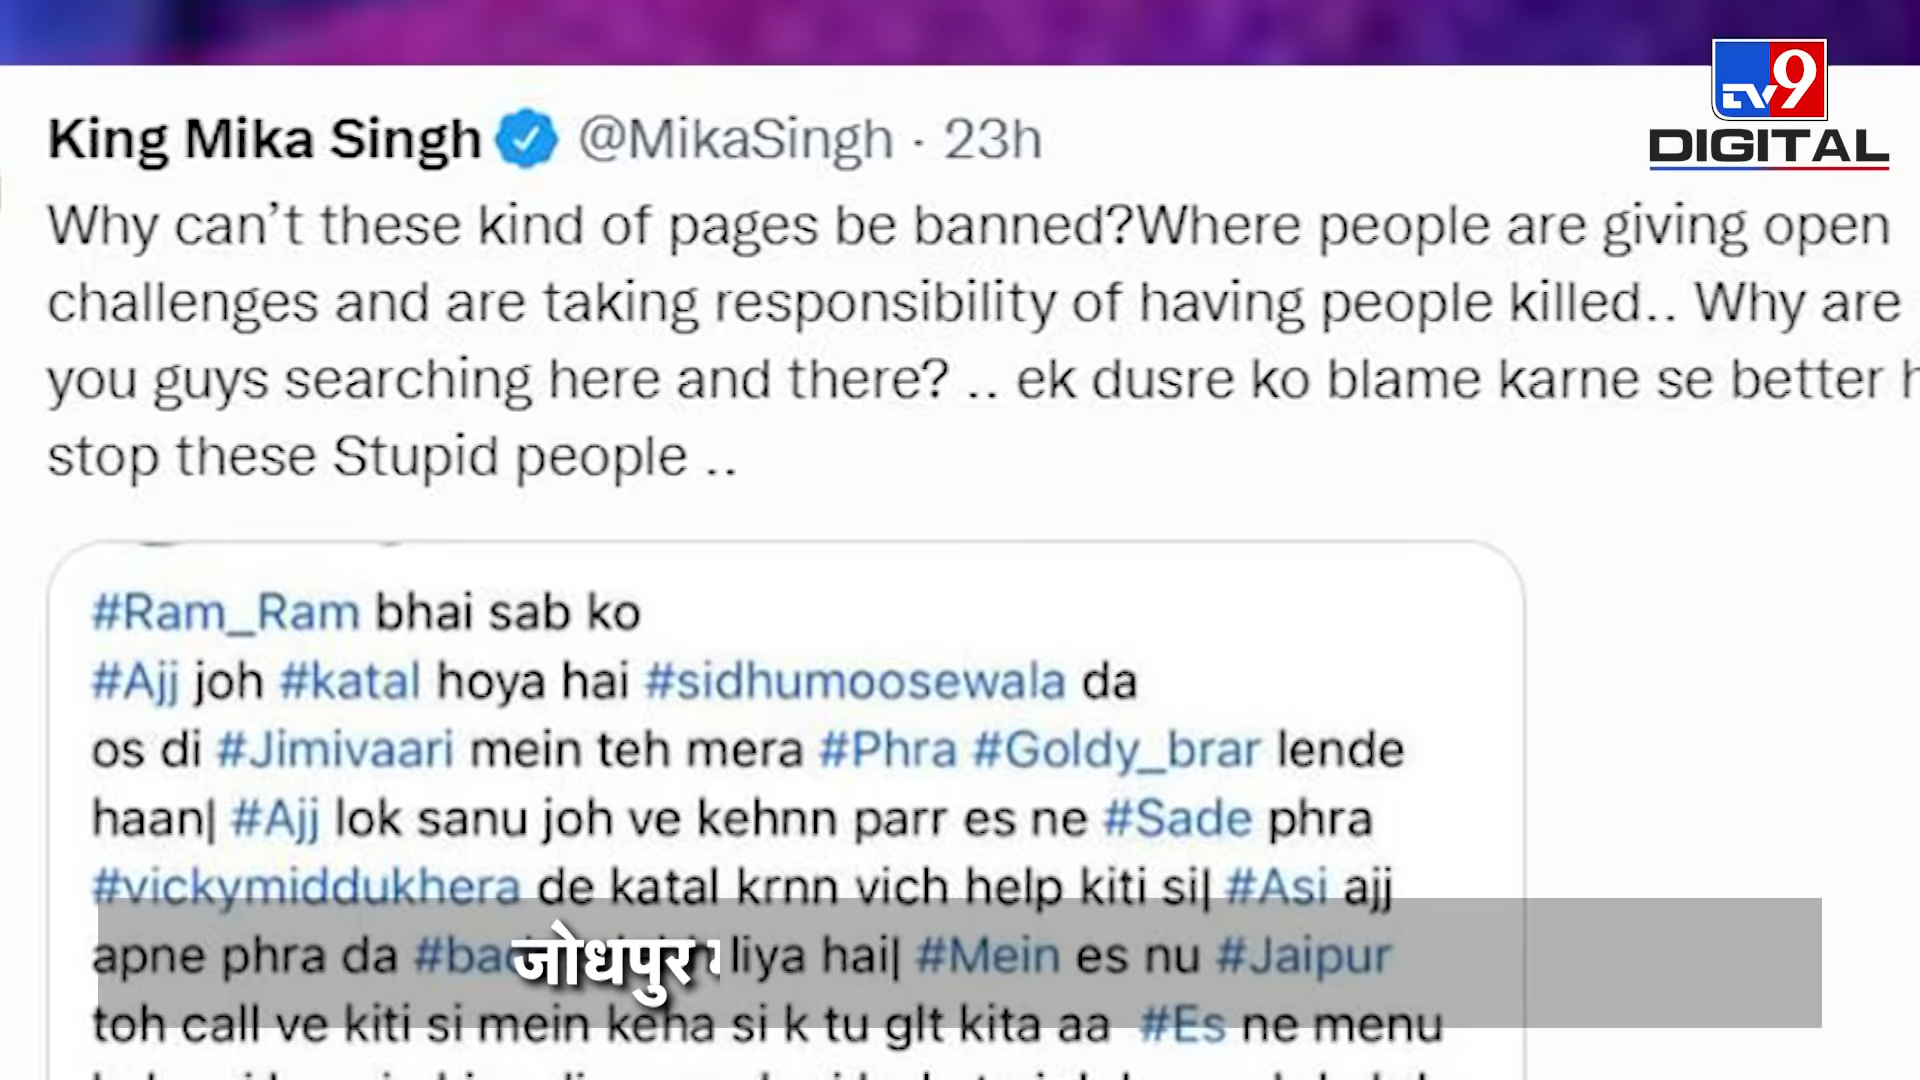 TV9
DIGITAL
King Mika Singh @MikaSingh · 23h
Why can't these kind of pages be banned?Where people are giving open
challenges and are taking responsibility of having people killed.. Why are
you guys searching here and there? .. ek dusre ko blame karne se better
stop these Stupid people ..
#Ram_Ram bhai sab ko
#Ajj joh #katal hoya hai #sidhumoosewala da
os di #Jimivaari mein teh mera #Phra #Goldy_brar lende
haan| #Ajj lok sanu joh ve kehnn parr es ne #Sade phra
#vickymiddukhera de katal krnn vich help kiti si| #Asi ajj
apne phra da liya hai| #Mein es nu #Jaipur
जोधपुर
toh call ve kiti si mein keha si k tu glt kita aa #Es ne menu